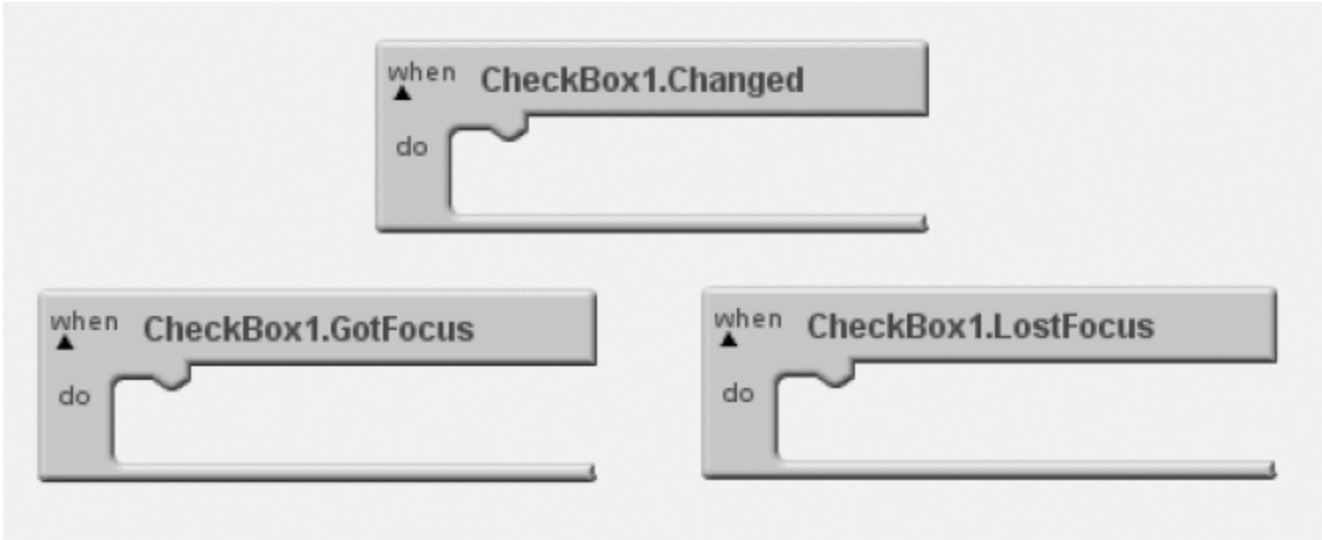 when CheckBox1.Changed
do
when CheckBox1.GotFocus
do
when CheckBox1.LostFocus
do